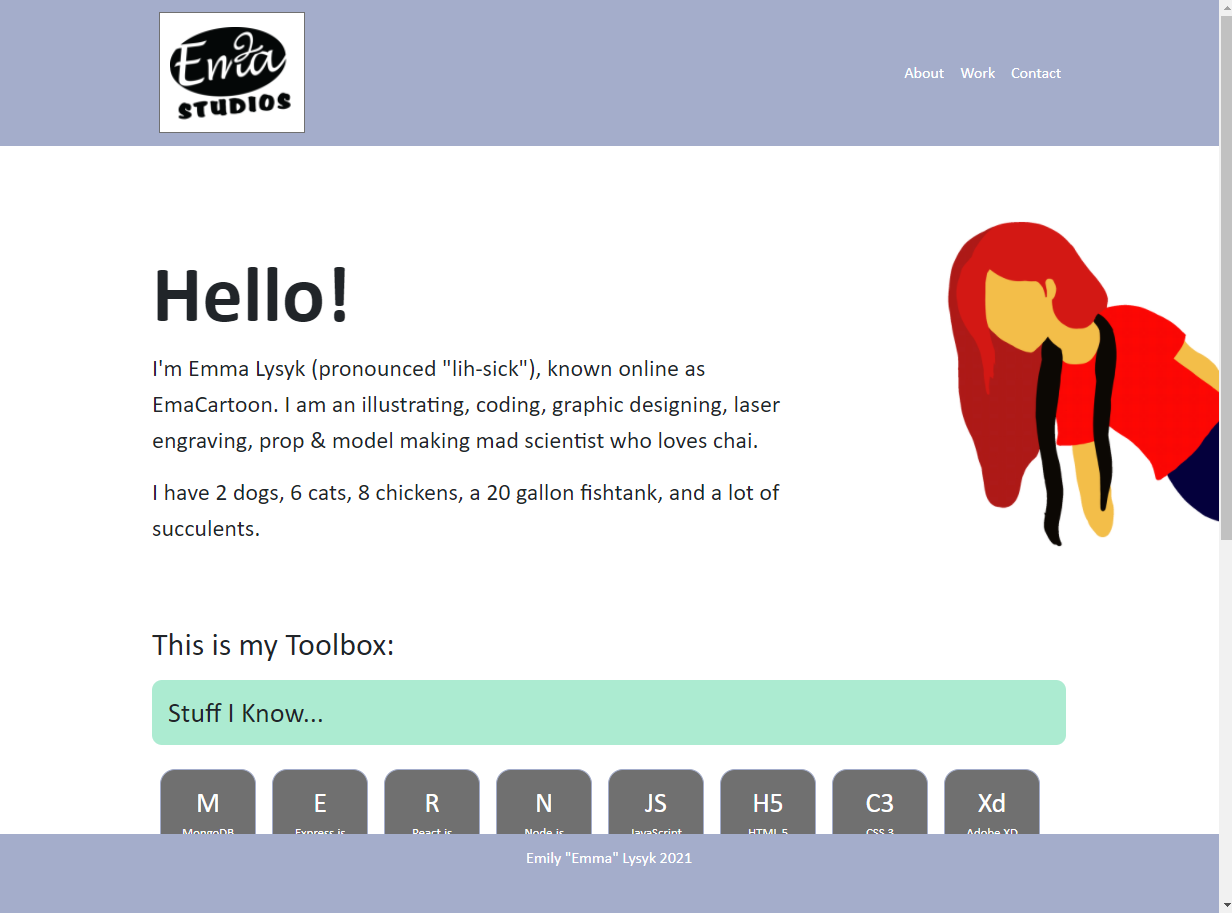 Ema
STUDIOS
About Work Contact
Hello!
I'm Emma Lysyk (pronounced "lih-sick"), known online as
EmaCartoon. I am an illustrating, coding, graphic designing, laser
engraving, prop & model making mad scientist who loves chai.
I have 2 dogs, 6 cats, 8 chickens, a 20 gallon fishtank, and a lot of
succulents.
This is my Toolbox:
Stuff I Know...
M E R N JS H5 C3 Xd
MongoDB Express.js React.js Node.js JavaScript HTML 5 CSS 3 Adobe XD
Emily "Emma" Lysyk 2021